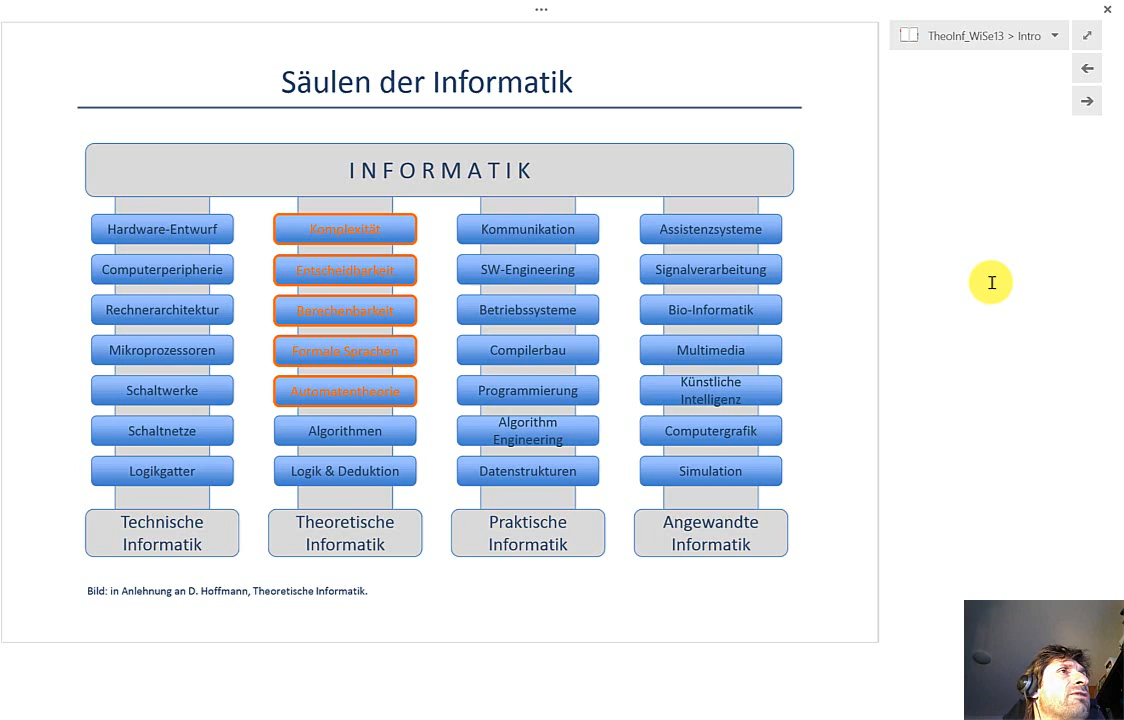 TheoInf_WiSe13 > Intro
Säulen der Informatik
INFORMATIK
Hardware-Entwurf
Computerperipherie
Rechnerarchitektur
Mikroprozessoren
Schaltwerke
Schaltnetze
Logikgatter
Technische
Informatik
Komplexität
Entscheidbarkeit
Berechenbarkeit
Formale Sprachen
Automatentheorie
Algorithmen
Logik & Deduktion
Theoretische
Informatik
Kommunikation
SW-Engineering
Betriebssysteme
Compilerbau
Programmierung
Algorithm
Engineering
Datenstrukturen
Praktische
Informatik
Assistenzsysteme
Signalverarbeitung
Bio-Informatik
Multimedia
Künstliche
Intelligenz
Computergrafik
Simulation
Angewandte
Informatik
Bild: in Anlehnung an D. Hoffmann, Theoretische Informatik.